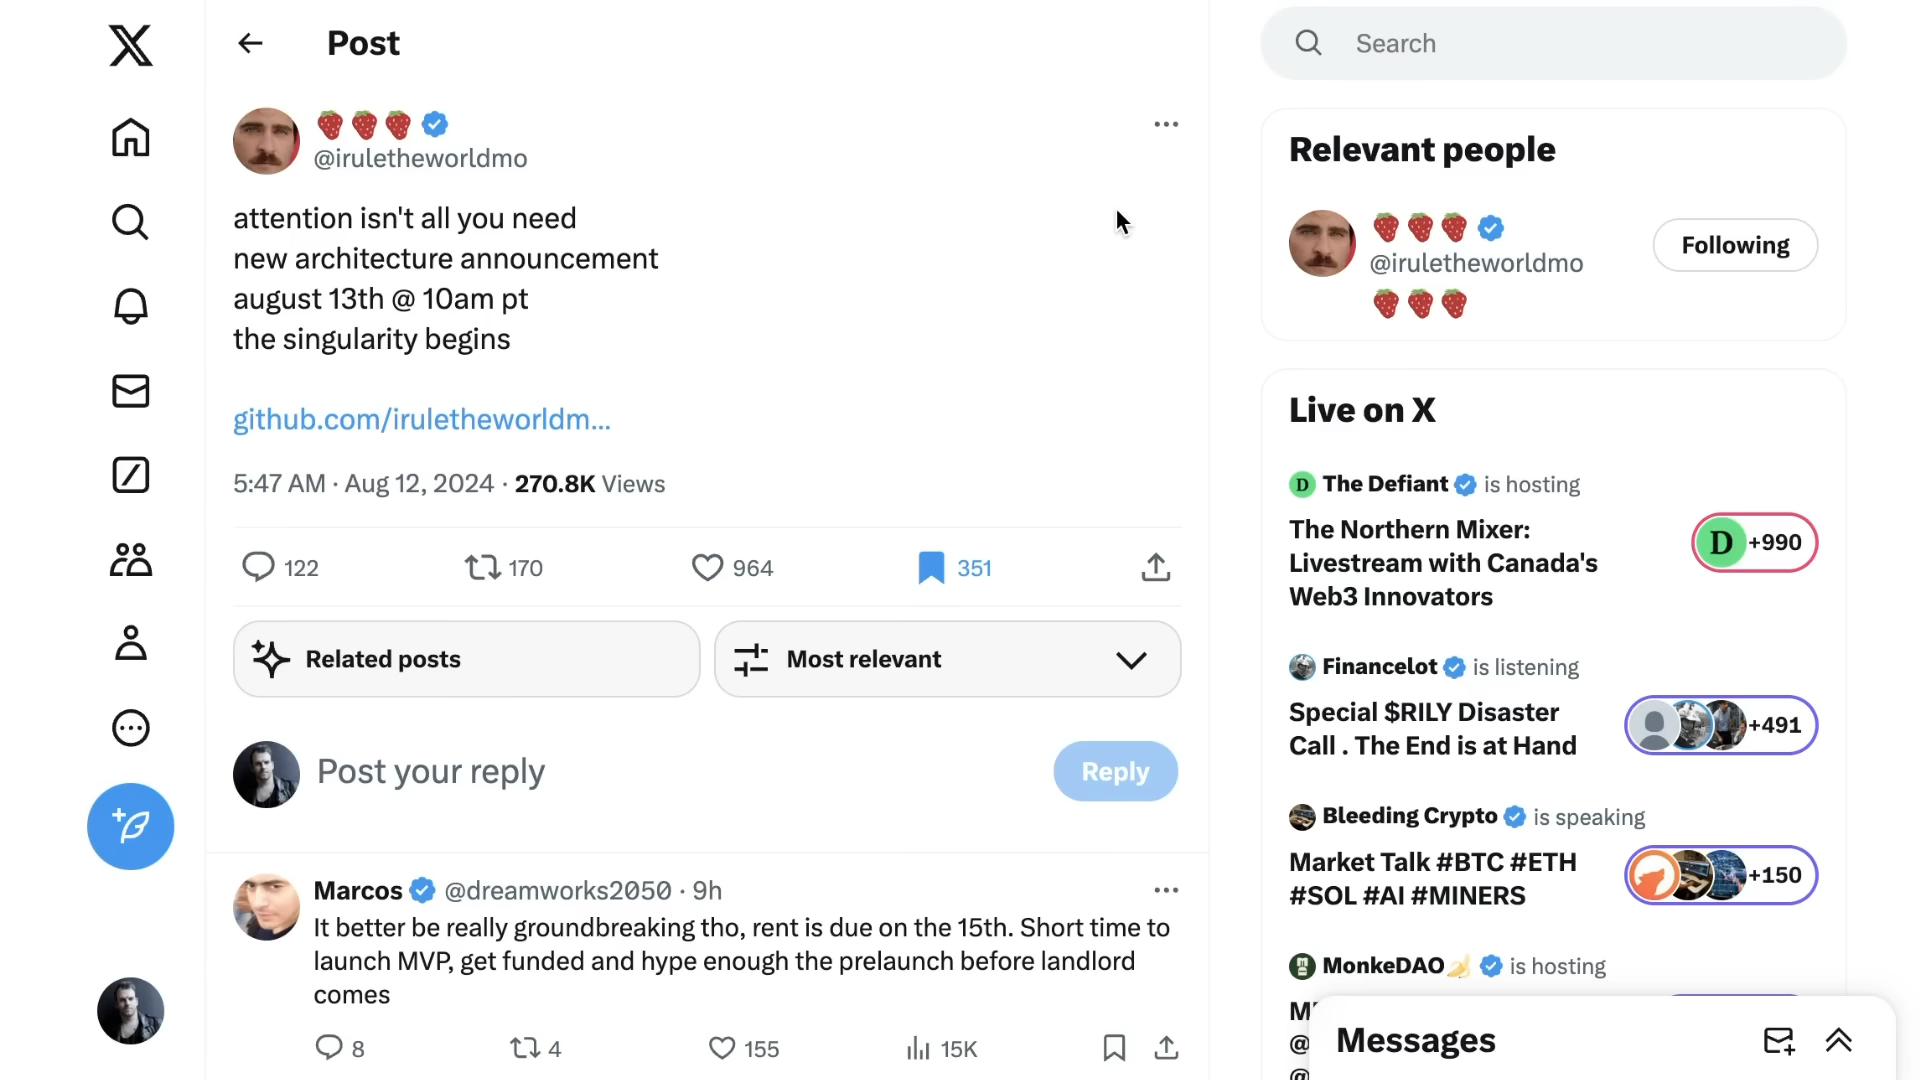 Post
Search
🍓🍓🍓
@iruletheworldmo
attention isn't all you need
new architecture announcement
august 13th @ 10am pt
the singularity begins
github.com/iruletheworldm...
5:47 AM · Aug 12, 2024 · 270.8K Views
122 170 964 351
Related posts
Most relevant
Post your reply
Reply
Marcos @dreamworks2050 · 9h
It better be really groundbreaking tho, rent is due on the 15th. Short time to
launch MVP, get funded and hype enough the prelaunch before landlord
comes
8 4 155 15K
Relevant people
🍓🍓🍓
@iruletheworldmo
🍓🍓🍓
Following
Live on X
D The Defiant is hosting
The Northern Mixer:
Livestream with Canada's
Web3 Innovators
D +990
Financelot is listening
Special $RILY Disaster
Call . The End is at Hand
+491
Bleeding Crypto is speaking
Market Talk #BTC #ETH
#SOL #AI #MINERS
+150
MonkeDAO🍌 is hosting
@
@
Messages